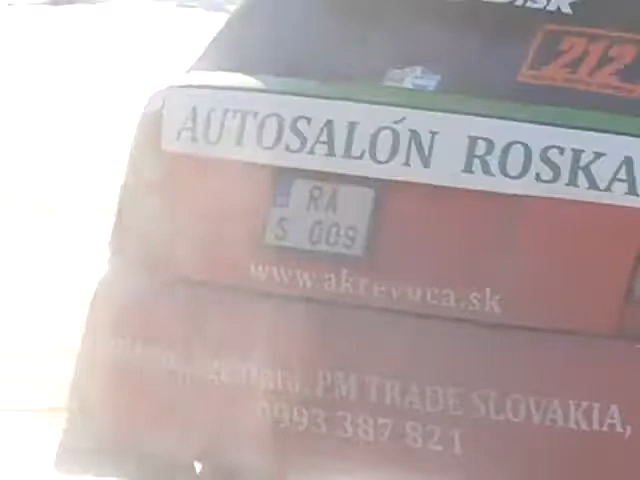 212
AUTOSALÓN ROSKA
RA
S 009
www.akrevuca.sk
PM TRADE SLOVAKIA,
0993 387 821